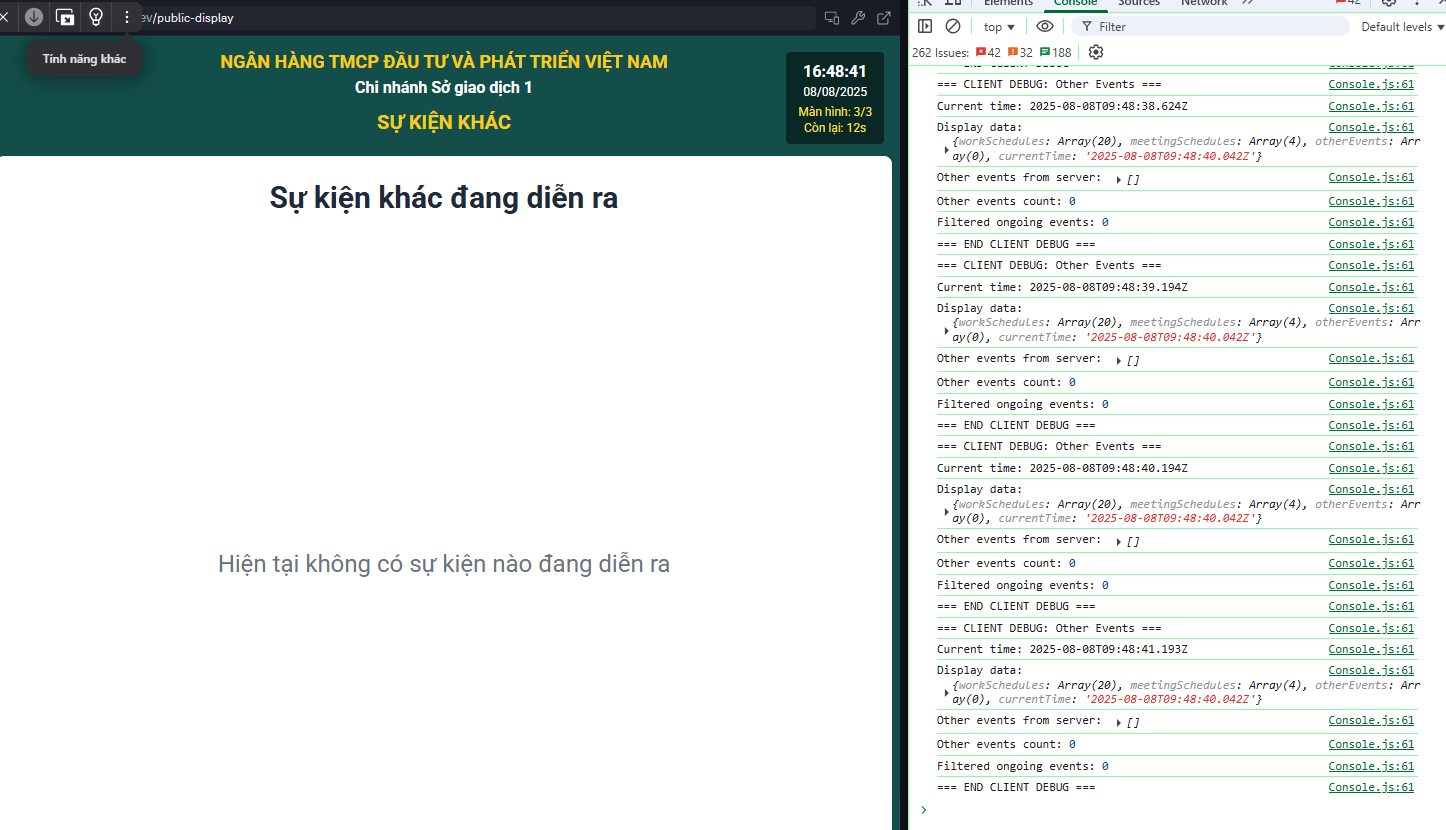 ev/public-display
Tính năng khác
NGÂN HÀNG TMCP ĐẦU TƯ VÀ PHÁT TRIỂN VIỆT NAM
Chi nhánh Sở giao dịch 1
SỰ KIỆN KHÁC
16:48:41
08/08/2025
Màn hình: 3/3
Còn lại: 12s
Sự kiện khác đang diễn ra
Hiện tại không có sự kiện nào đang diễn ra
Elements Console Sources Network 42
top Filter Default levels
262 Issues: 42 32 188
=== END CLIENT DEBUG === Console.js:61
=== CLIENT DEBUG: Other Events === Console.js:61
Current time: 2025-08-08T09:48:38.624Z Console.js:61
Display data: Console.js:61
{workSchedules: Array(20), meetingSchedules: Array(4), otherEvents: Arr
ay(0), currentTime: '2025-08-08T09:48:40.042Z'}
Other events from server: [] Console.js:61
Other events count: 0 Console.js:61
Filtered ongoing events: 0 Console.js:61
=== END CLIENT DEBUG === Console.js:61
=== CLIENT DEBUG: Other Events === Console.js:61
Current time: 2025-08-08T09:48:39.194Z Console.js:61
Display data: Console.js:61
{workSchedules: Array(20), meetingSchedules: Array(4), otherEvents: Arr
ay(0), currentTime: '2025-08-08T09:48:40.042Z'}
Other events from server: [] Console.js:61
Other events count: 0 Console.js:61
Filtered ongoing events: 0 Console.js:61
=== END CLIENT DEBUG === Console.js:61
=== CLIENT DEBUG: Other Events === Console.js:61
Current time: 2025-08-08T09:48:40.194Z Console.js:61
Display data: Console.js:61
{workSchedules: Array(20), meetingSchedules: Array(4), otherEvents: Arr
ay(0), currentTime: '2025-08-08T09:48:40.042Z'}
Other events from server: [] Console.js:61
Other events count: 0 Console.js:61
Filtered ongoing events: 0 Console.js:61
=== END CLIENT DEBUG === Console.js:61
=== CLIENT DEBUG: Other Events === Console.js:61
Current time: 2025-08-08T09:48:41.193Z Console.js:61
Display data: Console.js:61
{workSchedules: Array(20), meetingSchedules: Array(4), otherEvents: Arr
ay(0), currentTime: '2025-08-08T09:48:40.042Z'}
Other events from server: [] Console.js:61
Other events count: 0 Console.js:61
Filtered ongoing events: 0 Console.js:61
=== END CLIENT DEBUG === Console.js:61